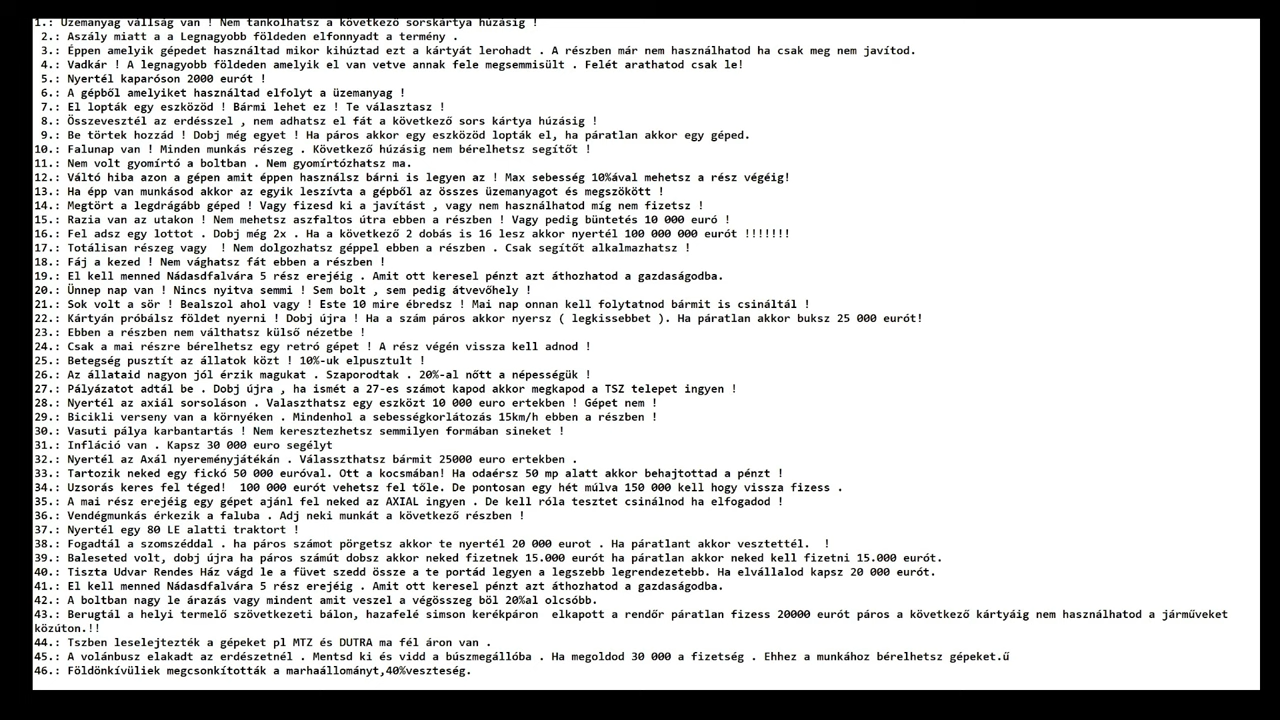 1.: Üzemanyag vállság van ! Nem tankolhatsz a következő sorskártya húzásig !
2.: Aszály miatt a a Legnagyobb földeden elfonnyadt a termény .
3.: Éppen amelyik gépedet használtad mikor kihúztad ezt a kártyát lerohadt . A részben már nem használhatod ha csak meg nem javítod.
4.: Vadkár ! A legnagyobb földeden amelyik el van vetve annak fele megsemmisült . Felét arathatod csak le!
5.: Nyertél kaparóson 2000 eurót !
6.: A gépből amelyiket használtad elfolyt a üzemanyag !
7.: El lopták egy eszközöd ! Bármi lehet ez ! Te választasz !
8.: Összevesztél az erdésszel , nem adhatsz el fát a következő sors kártya húzásig !
9.: Be törtek hozzád ! Dobj még egyet ! Ha páros akkor egy eszközöd lopták el, ha páratlan akkor egy géped.
10.: Falunap van ! Minden munkás részeg . Következő húzásig nem bérelhetsz segítőt !
11.: Nem volt gyomírtó a boltban . Nem gyomírtózhatsz ma.
12.: Váltó hiba azon a gépen amit éppen használsz bárni is legyen az ! Max sebesség 10%ával mehetsz a rész végéig!
13.: Ha épp van munkásod akkor az egyik leszívta a gépből az összes üzemanyagot és megszökött !
14.: Megtört a legdrágább géped ! Vagy fizesd ki a javítást , vagy nem használhatod míg nem fizetsz !
15.: Razia van az utakon ! Nem mehetsz aszfaltos útra ebben a részben ! Vagy pedig büntetés 10 000 euró !
16.: Fel adsz egy lottot . Dobj még 2x . Ha a következő 2 dobás is 16 lesz akkor nyertél 100 000 000 eurót !!!!!!!
17.: Totálisan részeg vagy  ! Nem dolgozhatsz géppel ebben a részben . Csak segítőt alkalmazhatsz !
18.: Fáj a kezed ! Nem vághatsz fát ebben a részben !
19.: El kell menned Nádasdfalvára 5 rész erejéig . Amit ott keresel pénzt azt áthozhatod a gazdaságodba.
20.: Ünnep nap van ! Nincs nyitva semmi ! Sem bolt , sem pedig átvevőhely !
21.: Sok volt a sör ! Bealszol ahol vagy ! Este 10 mire ébredsz ! Mai nap onnan kell folytatnod bármit is csináltál !
22.: Kártyán próbálsz földet nyerni ! Dobj újra ! Ha a szám páros akkor nyersz ( legkissebbet ). Ha páratlan akkor buksz 25 000 eurót!
23.: Ebben a részben nem válthatsz külső nézetbe !
24.: Csak a mai részre bérelhetsz egy retró gépet ! A rész végén vissza kell adnod !
25.: Betegség pusztít az állatok közt ! 10%-uk elpusztult !
26.: Az állataid nagyon jól érzik magukat . Szaporodtak . 20%-al nőtt a népességük !
27.: Pályázatot adtál be . Dobj újra , ha ismét a 27-es számot kapod akkor megkapod a TSZ telepet ingyen !
28.: Nyertél az axiál sorsoláson . Valaszthatsz egy eszközt 10 000 euro ertekben ! Gépet nem !
29.: Bicikli verseny van a környéken . Mindenhol a sebességkorlátozás 15km/h ebben a részben !
30.: Vasuti pálya karbantartás ! Nem keresztezhetsz semmilyen formában sineket !
31.: Infláció van . Kapsz 30 000 euro segélyt
32.: Nyertél az Axál nyereményjátékán . Válasszthatsz bármit 25000 euro ertekben .
33.: Tartozik neked egy fickó 50 000 euróval. Ott a kocsmában! Ha odaérsz 50 mp alatt akkor behajtottad a pénzt !
34.: Uzsorás keres fel téged!  100 000 eurót vehetsz fel tőle. De pontosan egy hét múlva 150 000 kell hogy vissza fizess .
35.: A mai rész erejéig egy gépet ajánl fel neked az AXIAL ingyen . De kell róla tesztet csinálnod ha elfogadod !
36.: Vendégmunkás érkezik a faluba . Adj neki munkát a következő részben !
37.: Nyertél egy 80 LE alatti traktort !
38.: Fogadtál a szomszéddal . ha páros számot pörgetsz akkor te nyertél 20 000 eurot . Ha páratlant akkor vesztettél.  !
39.: Baleseted volt, dobj újra ha páros számút dobsz akkor neked fizetnek 15.000 eurót ha páratlan akkor neked kell fizetni 15.000 eurót.
40.: Tiszta Udvar Rendes Ház vágd le a füvet szedd össze a te portád legyen a legszebb legrendezetebb. Ha elvállalod kapsz 20 000 eurót.
41.: El kell menned Nádasdfalvára 5 rész erejéig . Amit ott keresel pénzt azt áthozhatod a gazdaságodba.
42.: A boltban nagy le árazás vagy mindent amit veszel a végösszeg böl 20%al olcsóbb.
43.: Berugtál a helyi termelő szövetkezeti bálon, hazafelé simson kerékpáron  elkapott a rendőr páratlan fizess 20000 eurót páros a következő kártyáig nem használhatod a járműveket
közúton.!!
44.: Tszben leselejtezték a gépeket pl MTZ és DUTRA ma fél áron van .
45.: A volánbusz elakadt az erdészetnél . Mentsd ki és vidd a búszmegállóba . Ha megoldod 30 000 a fizetség . Ehhez a munkához bérelhetsz gépeket.ű
46.: Földönkívüliek megcsonkították a marhaállományt,40%veszteség.